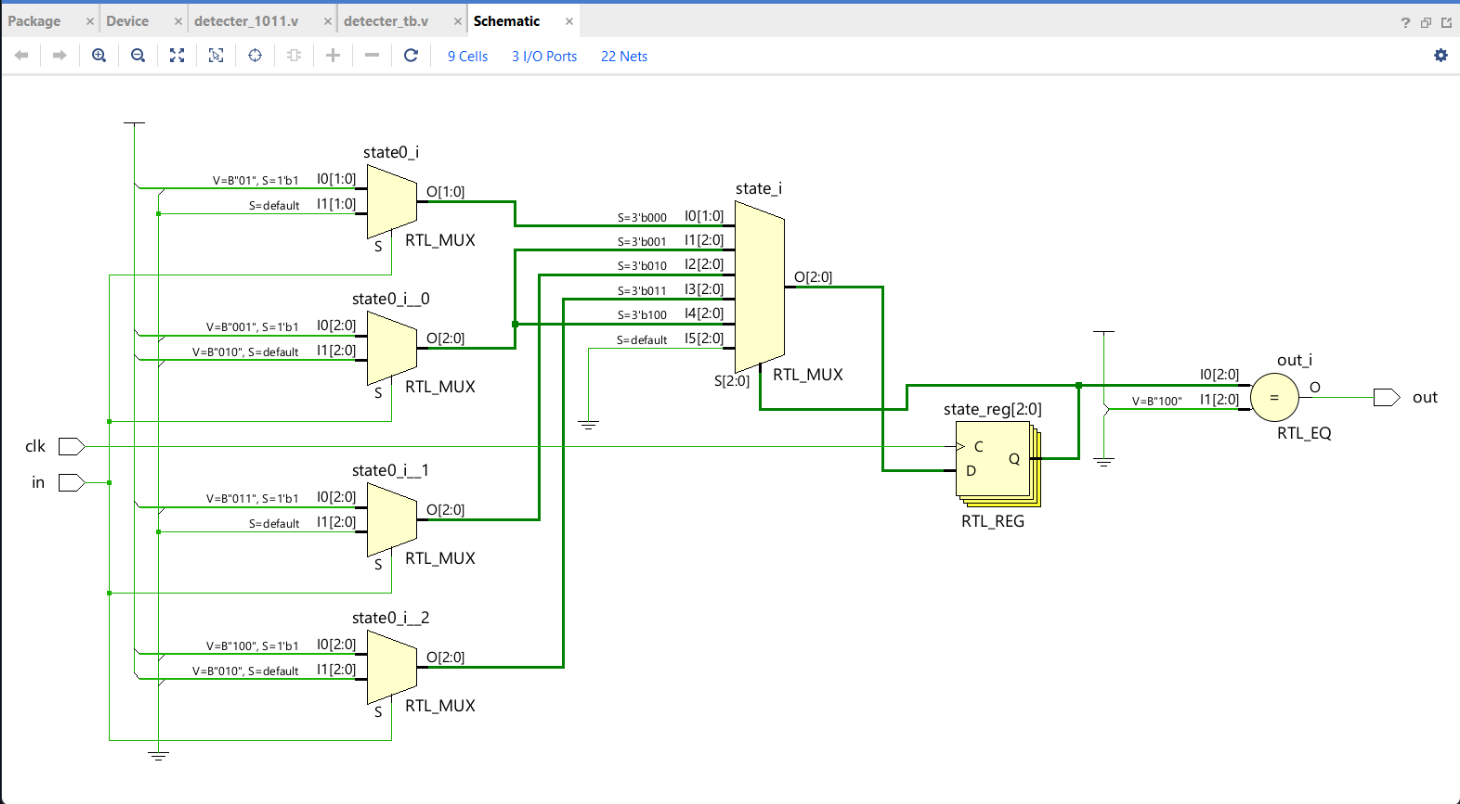 Package × Device × detecter_1011.v × detecter_tb.v × Schematic × ?
9 Cells 3 I/O Ports 22 Nets
state0_i
V=B"01", S=1'b1 I0[1:0]
S=default I1[1:0]
O[1:0]
S
RTL_MUX
state0_i__0
V=B"001", S=1'b1 I0[2:0]
V=B"010", S=default I1[2:0]
O[2:0]
S
RTL_MUX
clk
in
state0_i__1
V=B"011", S=1'b1 I0[2:0]
S=default I1[2:0]
O[2:0]
S
RTL_MUX
state0_i__2
V=B"100", S=1'b1 I0[2:0]
V=B"010", S=default I1[2:0]
O[2:0]
S
RTL_MUX
state_i
S=3'b000 I0[1:0]
S=3'b001 I1[2:0]
S=3'b010 I2[2:0]
S=3'b011 I3[2:0]
S=3'b100 I4[2:0]
S=default I5[2:0]
O[2:0]
S[2:0]
RTL_MUX
state_reg[2:0]
C
D
Q
RTL_REG
out_i
I0[2:0]
V=B"100" I1[2:0]
=
O
RTL_EQ
out